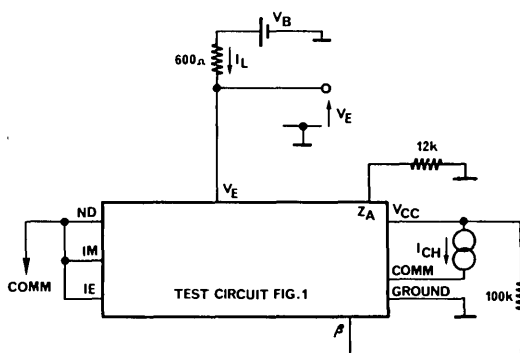 V_B
600Ω
I_L
V_E
12k
V_E
Z_A
V_CC
ND
IM
IE
COMM
I_CH
COMM
GROUND
100k
TEST CIRCUIT FIG.1
β